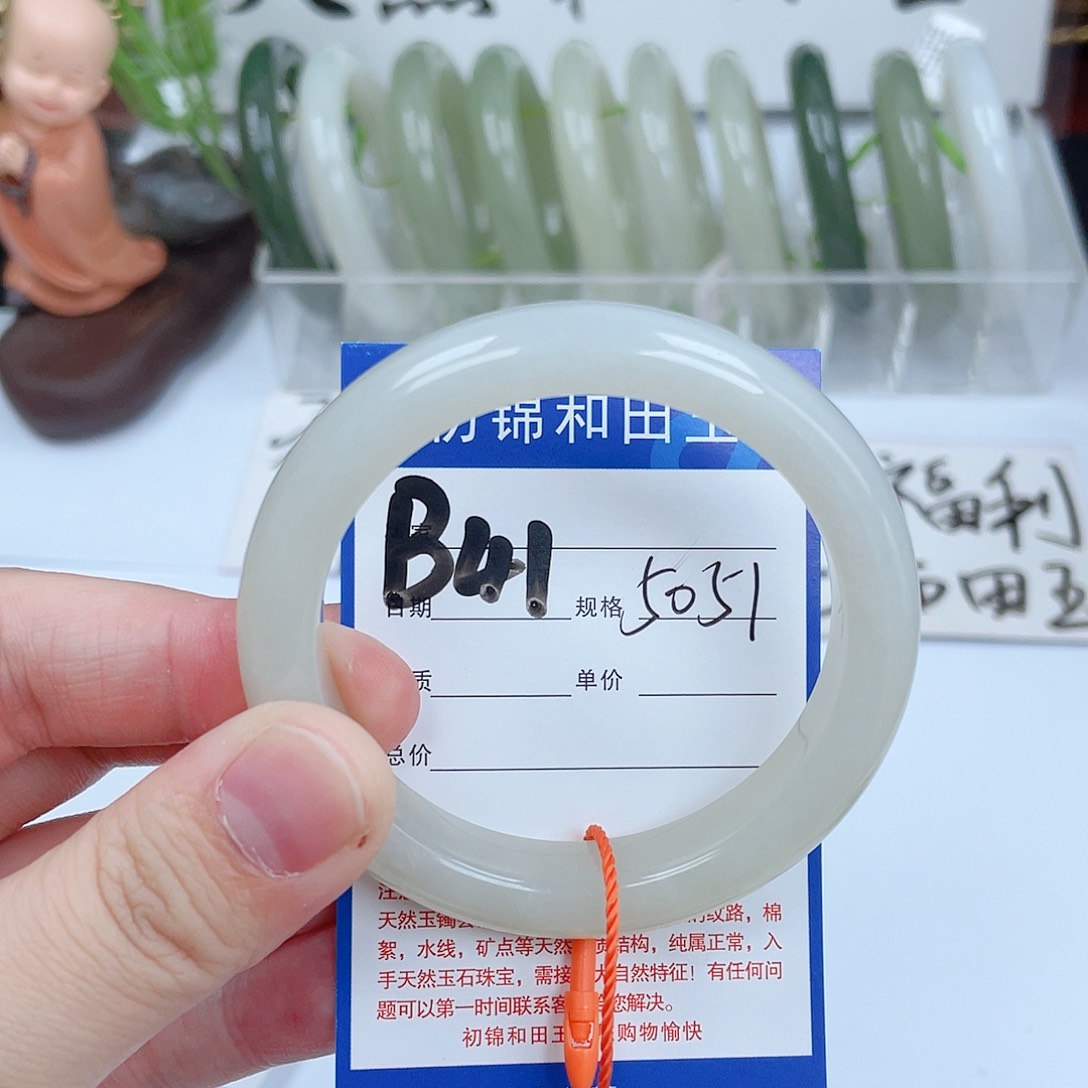 锦和田玉
福利
田玉
B41
日期 规格 5051
质 单价
总价
天然玉镯 纹路，棉
絮，水线，矿点等天然 结构，纯属正常，入
手天然玉石珠宝，需接 大自然特征！有任何问
题可以第一时间联系客 您解决。
初锦和田玉 购物愉快